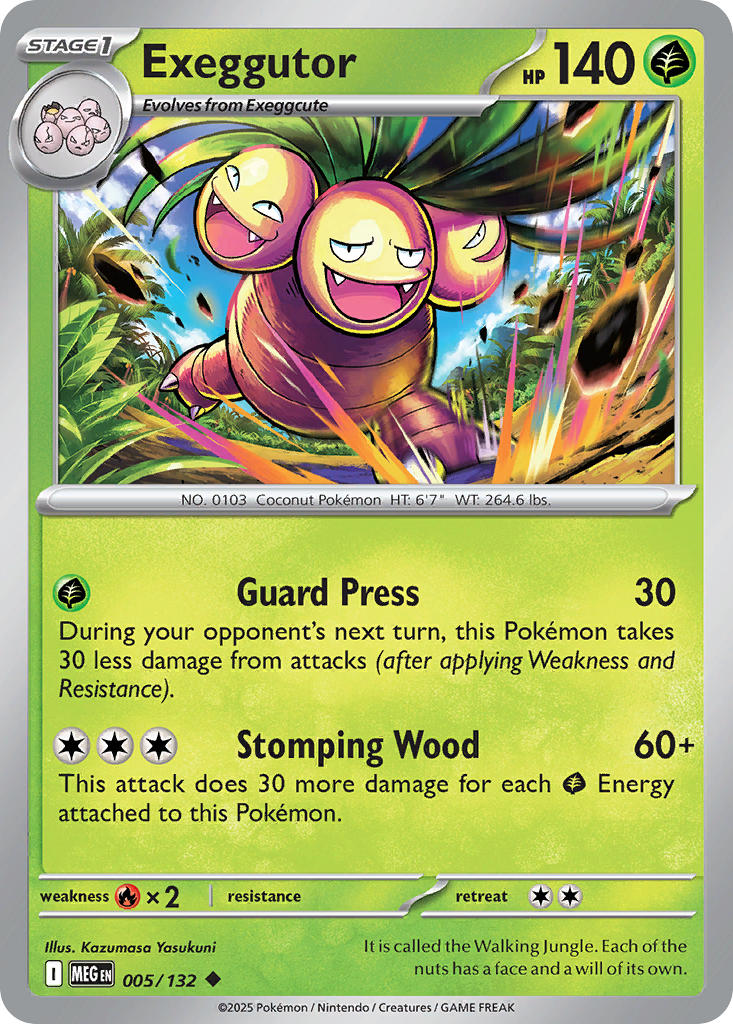 STAGE 1
Exeggutor
HP 140
Evolves from Exeggcute
NO. 0103 Coconut Pokémon HT: 6'7" WT: 264.6 lbs.
Guard Press 30
During your opponent's next turn, this Pokémon takes
30 less damage from attacks (after applying Weakness and
Resistance).
Stomping Wood 60+
This attack does 30 more damage for each Energy
attached to this Pokémon.
weakness ×2 resistance retreat
Illus. Kazumasa Yasukuni
It is called the Walking Jungle. Each of the
nuts has a face and a will of its own.
I MEG EN 005/132
©2025 Pokémon / Nintendo / Creatures / GAME FREAK